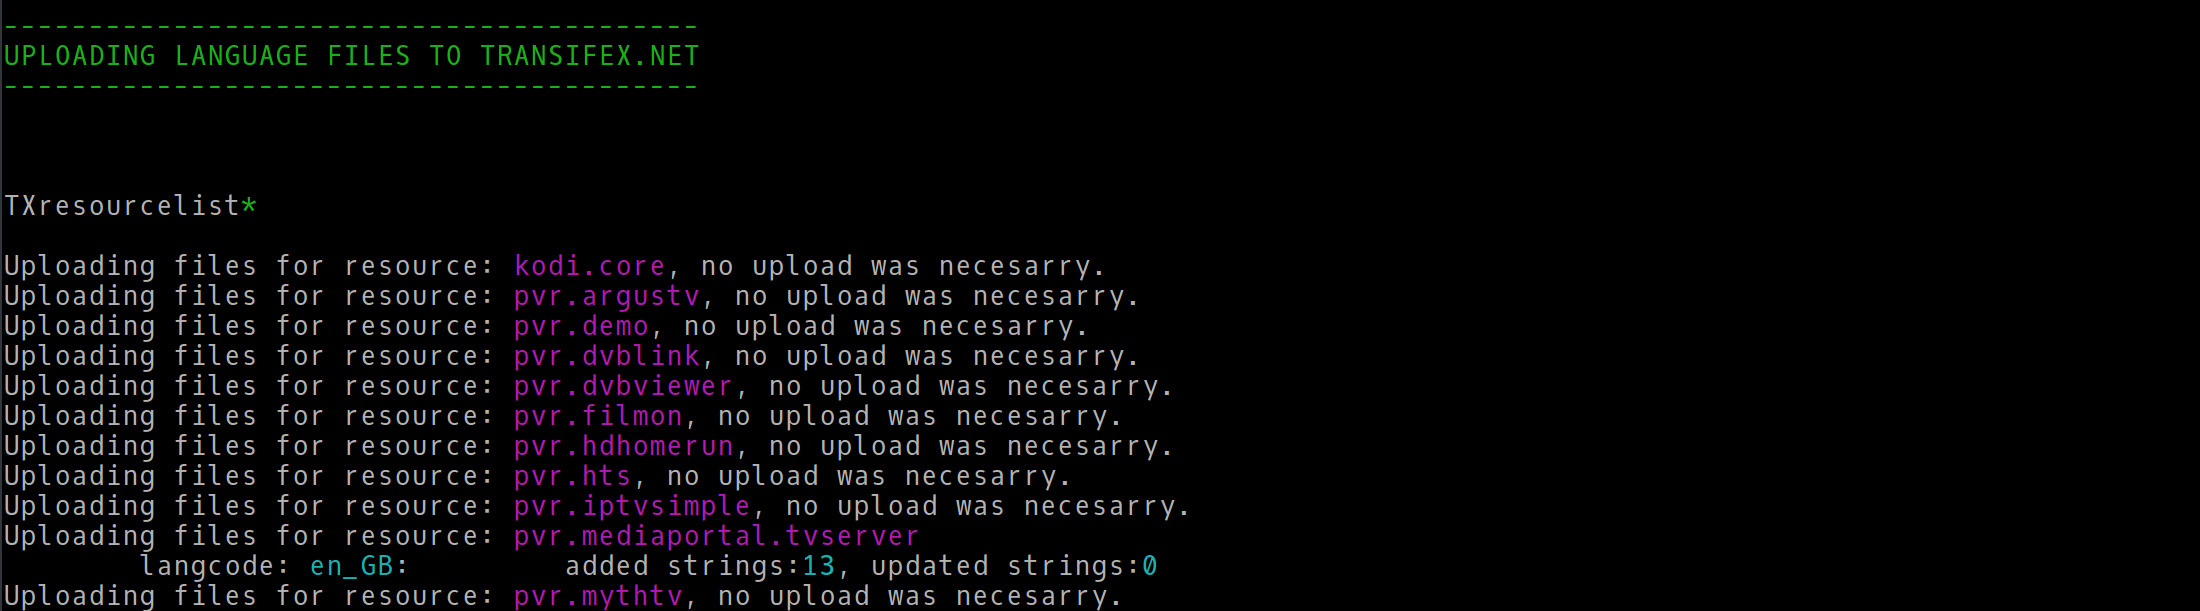 -----------------------------------------
UPLOADING LANGUAGE FILES TO TRANSIFEX.NET
-----------------------------------------
TXresourcelist*
Uploading files for resource: kodi.core, no upload was necesarry.
Uploading files for resource: pvr.argustv, no upload was necesarry.
Uploading files for resource: pvr.demo, no upload was necesarry.
Uploading files for resource: pvr.dvblink, no upload was necesarry.
Uploading files for resource: pvr.dvbviewer, no upload was necesarry.
Uploading files for resource: pvr.filmon, no upload was necesarry.
Uploading files for resource: pvr.hdhomerun, no upload was necesarry.
Uploading files for resource: pvr.hts, no upload was necesarry.
Uploading files for resource: pvr.iptvsimple, no upload was necesarry.
Uploading files for resource: pvr.mediaportal.tvserver
        langcode: en_GB:         added strings:13, updated strings:0
Uploading files for resource: pvr.mythtv, no upload was necesarry.